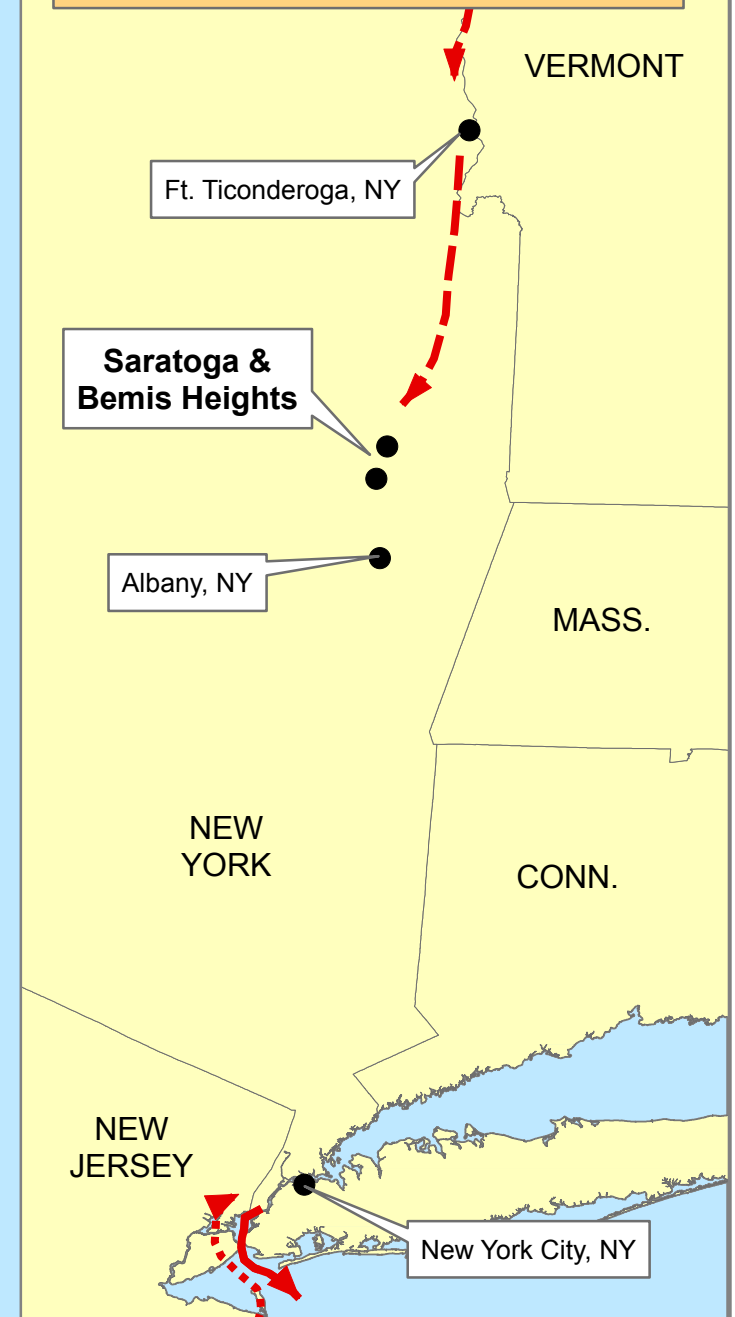 VERMONT
Ft. Ticonderoga, NY
Saratoga &
Bemis Heights
Albany, NY
MASS.
NEW
YORK
CONN.
NEW
JERSEY
New York City, NY